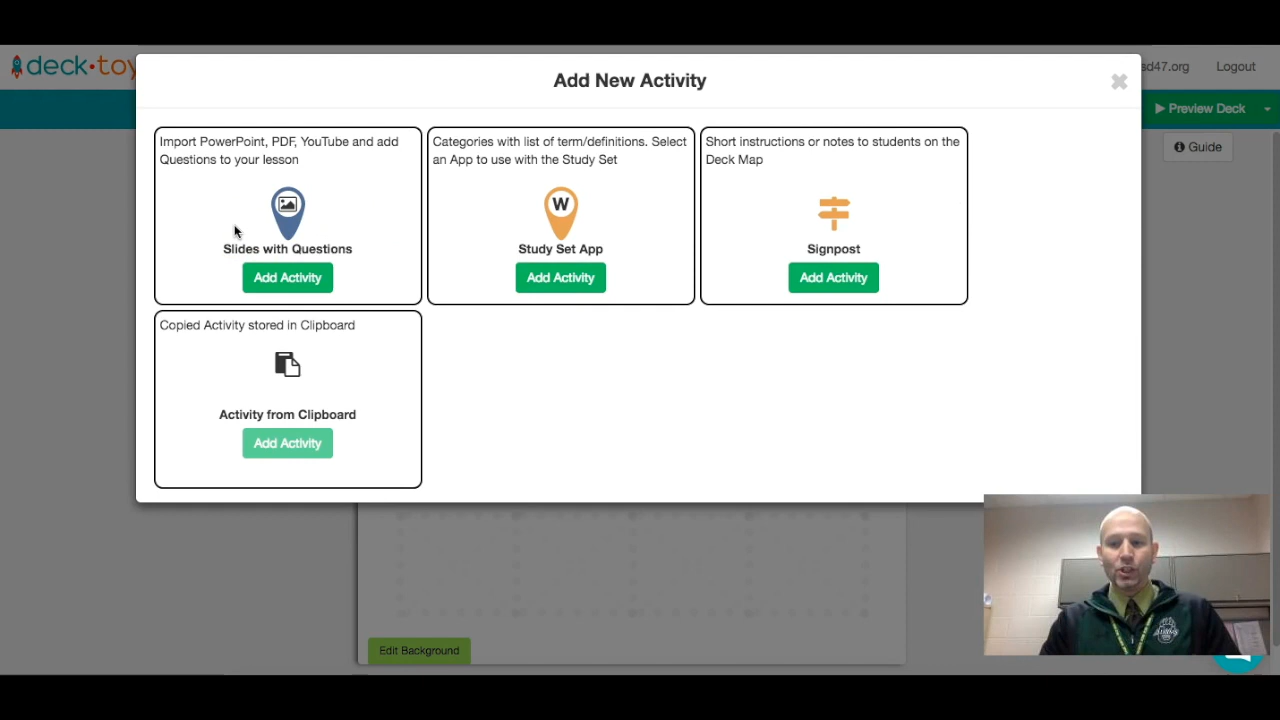 deck•toy
Add New Activity
sd47.org
Logout
Preview Deck
Guide
Import PowerPoint, PDF, YouTube and add
Questions to your lesson
Slides with Questions
Add Activity
Categories with list of term/definitions. Select
an App to use with the Study Set
W
Study Set App
Add Activity
Short instructions or notes to students on the
Deck Map
Signpost
Add Activity
Copied Activity stored in Clipboard
Activity from Clipboard
Add Activity
Edit Background